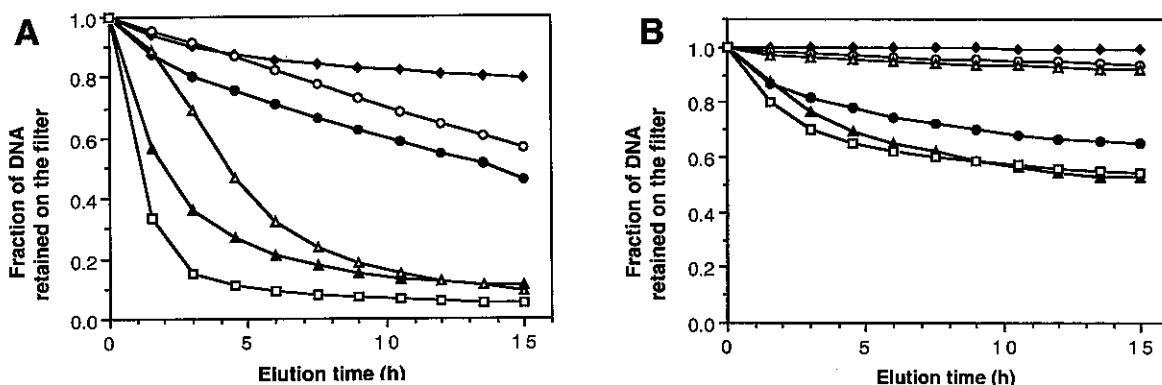 A
1.0
0.8
0.6
0.4
0.2
0.0
Fraction of DNA
retained on the filter
0
5
10
15
Elution time (h)
B
1.0
0.8
0.6
0.4
0.2
0.0
Fraction of DNA
retained on the filter
0
5
10
15
Elution time (h)